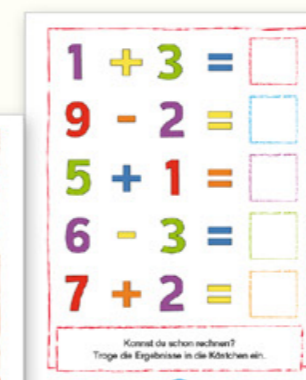 1 + 3 =
9 - 2 =
5 + 1 =
6 - 3 =
7 + 2 =
Kannst du schon rechnen?
Trage die Ergebnisse in die Kästchen ein.